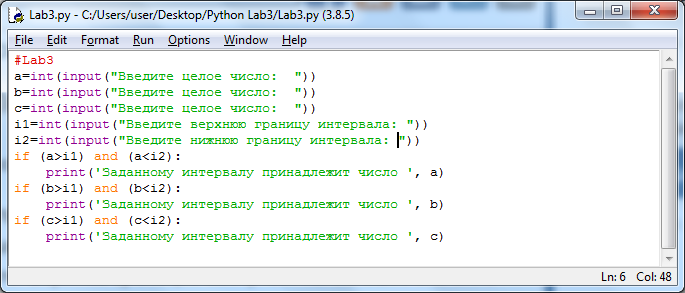 Lab3.py - C:/Users/user/Desktop/Python Lab3/Lab3.py (3.8.5)
File Edit Format Run Options Window Help
#Lab3
a=int(input("Введите целое число:  "))
b=int(input("Введите целое число:  "))
c=int(input("Введите целое число:  "))
i1=int(input("Введите верхнюю границу интервала: "))
i2=int(input("Введите нижнюю границу интервала: "))
if (a>i1) and (a<i2):
    print('Заданному интервалу принадлежит число ', a)
if (b>i1) and (b<i2):
    print('Заданному интервалу принадлежит число ', b)
if (c>i1) and (c<i2):
    print('Заданному интервалу принадлежит число ', c)
Ln: 6 Col: 48